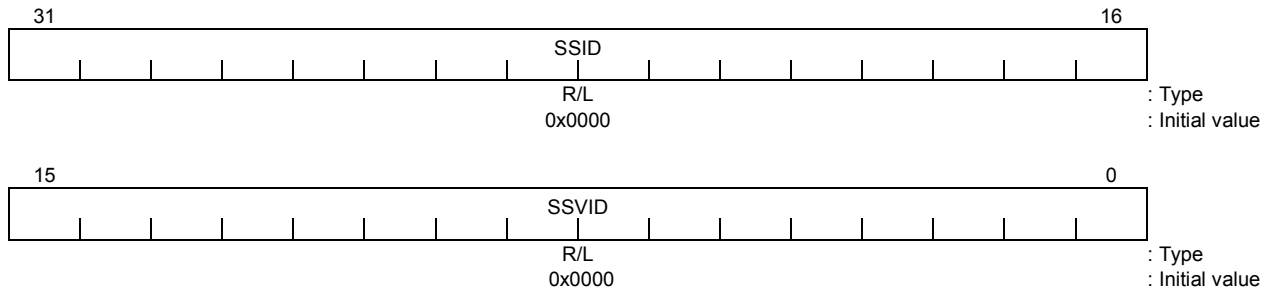 31 16
SSID
R/L : Type
0x0000 : Initial value
15 0
SSVID
R/L : Type
0x0000 : Initial value